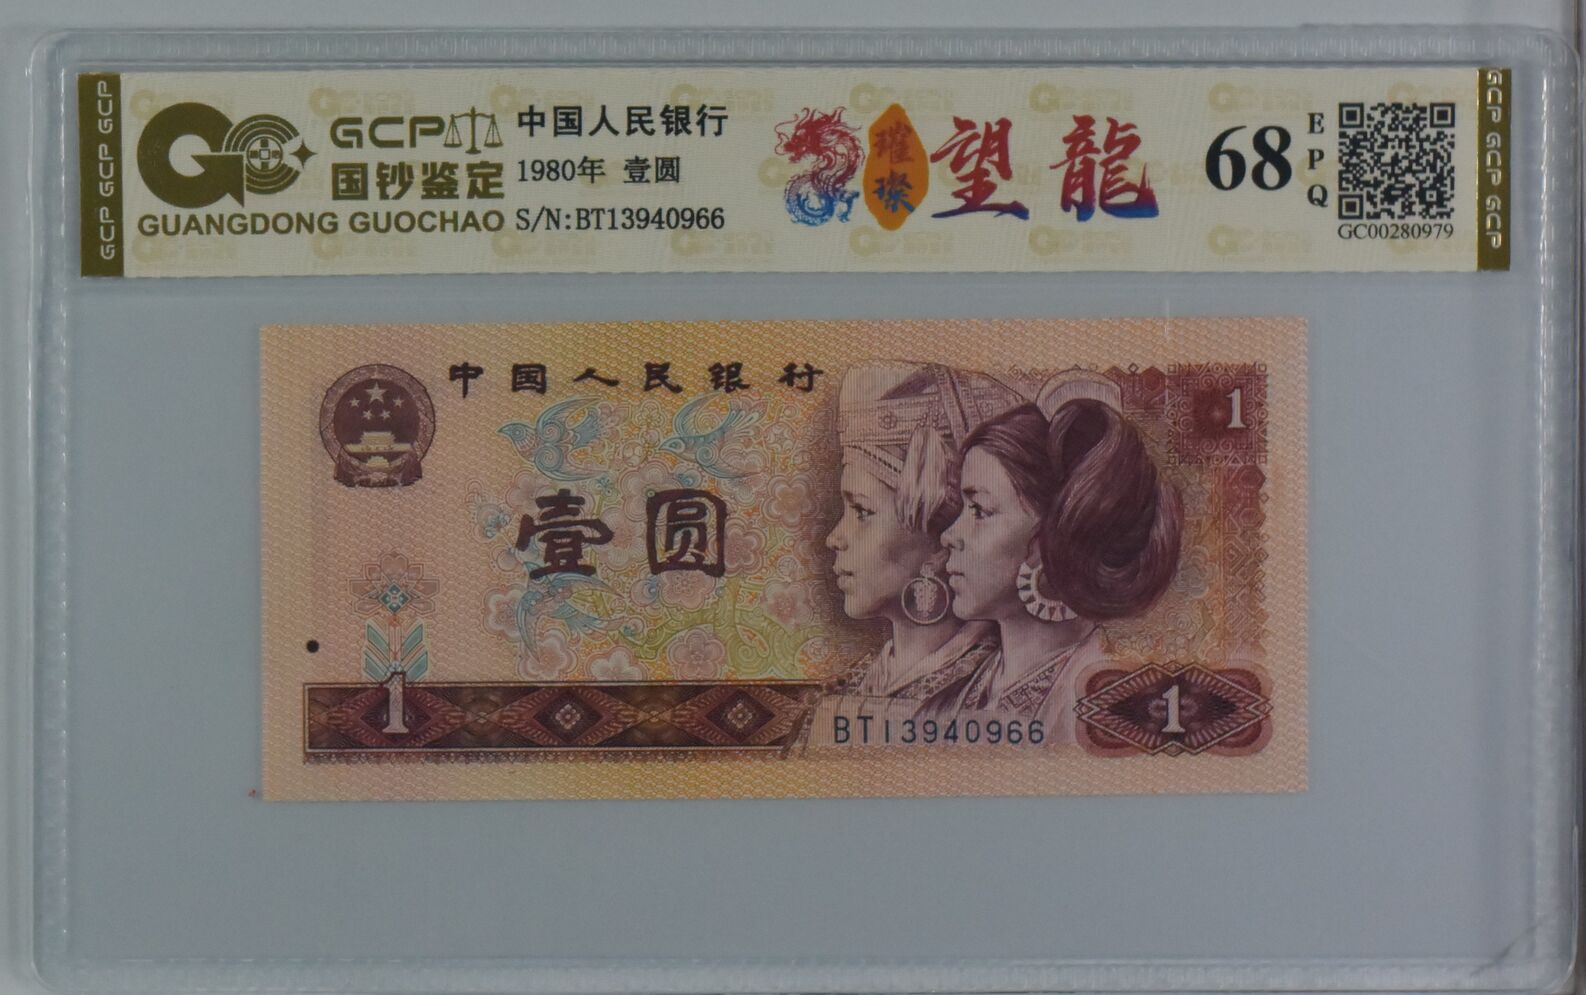 GCP GCP GCP
GCP
国钞鉴定
GUANGDONG GUOCHAO
中国人民银行
1980年 壹圆
S/N:BT13940966
璀璨
望龍
68
EPQ
GC00280979
GCP GCP GCP
中国人民银行
1
壹圆
1
BT13940966
1